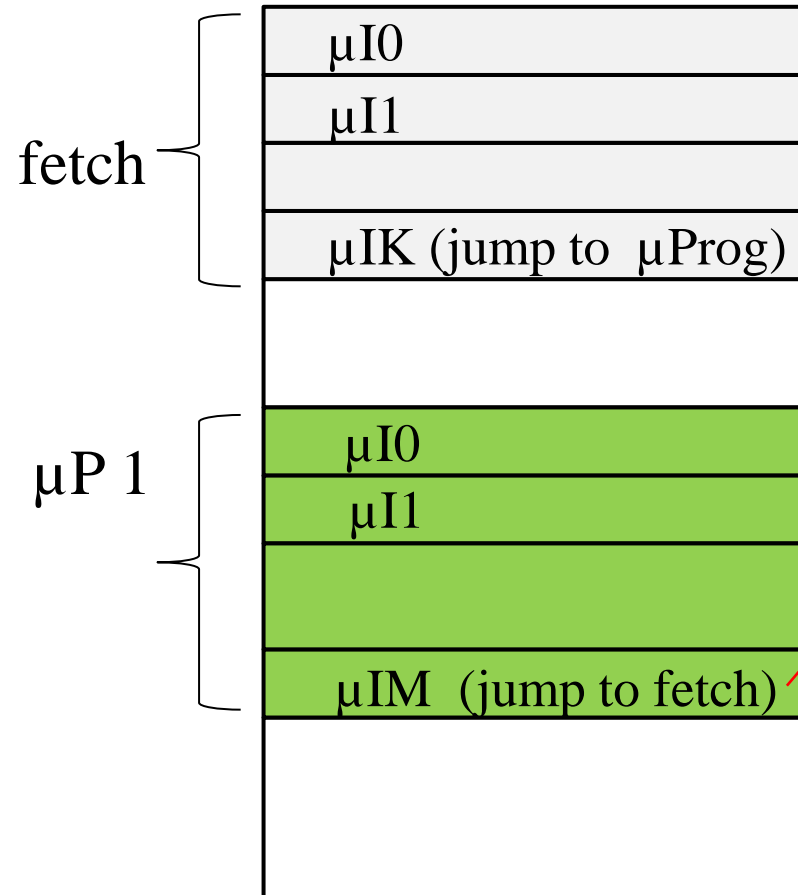 µI0
µI1
fetch
µIK (jump to µProg)
µI0
µP 1
µI1
µIM (jump to fetch)